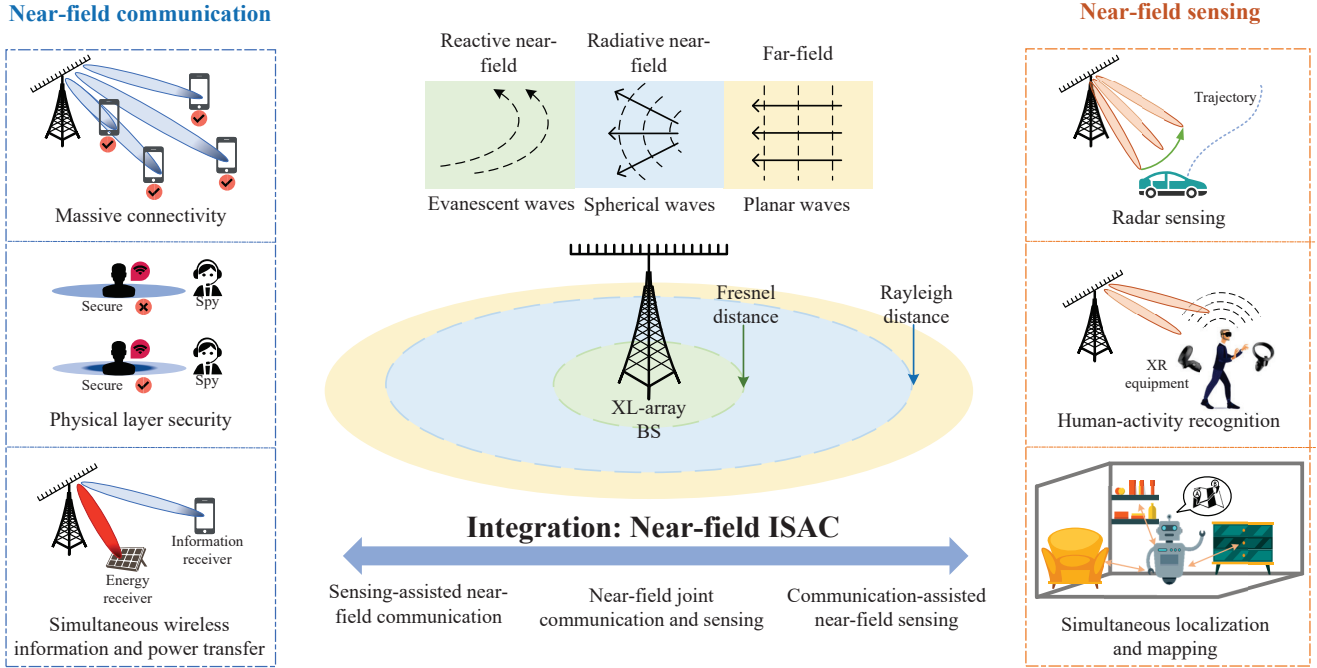 Near-field communication
Massive connectivity
Secure
Spy
Secure
Spy
Physical layer security
Information
receiver
Energy
receiver
Simultaneous wireless
information and power transfer
Reactive near-
field
Radiative near-
field
Far-field
Evanescent waves
Spherical waves
Planar waves
Fresnel
distance
Rayleigh
distance
XL-array
BS
Integration: Near-field ISAC
Sensing-assisted near-
field communication
Near-field joint
communication and sensing
Communication-assisted
near-field sensing
Near-field sensing
Trajectory
Radar sensing
XR
equipment
Human-activity recognition
A
B
Simultaneous localization
and mapping